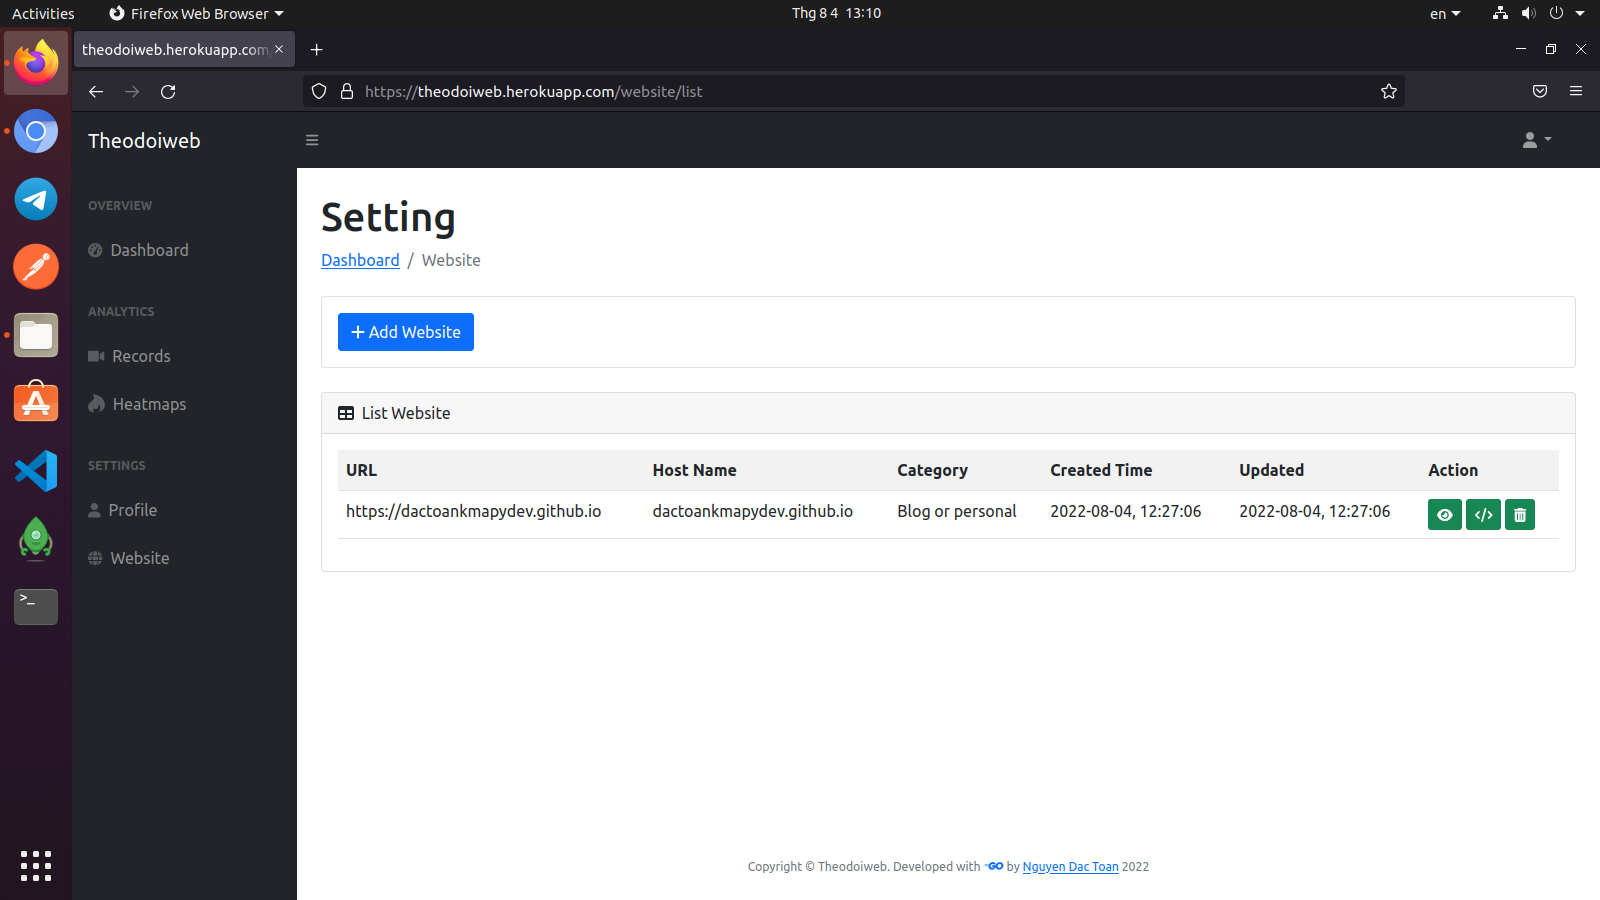 Activities Firefox Web Browser Thg 8 4 13:10 en
theodoiweb.herokuapp.com
https://theodoiweb.herokuapp.com/website/list
Theodoiweb
OVERVIEW
Dashboard
ANALYTICS
Records
Heatmaps
SETTINGS
Profile
Website
Setting
Dashboard / Website
+ Add Website
List Website
URL Host Name Category Created Time Updated Action
https://dactoankmapydev.github.io dactoankmapydev.github.io Blog or personal 2022-08-04, 12:27:06 2022-08-04, 12:27:06 </>
>_
Copyright © Theodoiweb. Developed with GO by Nguyen Dac Toan 2022